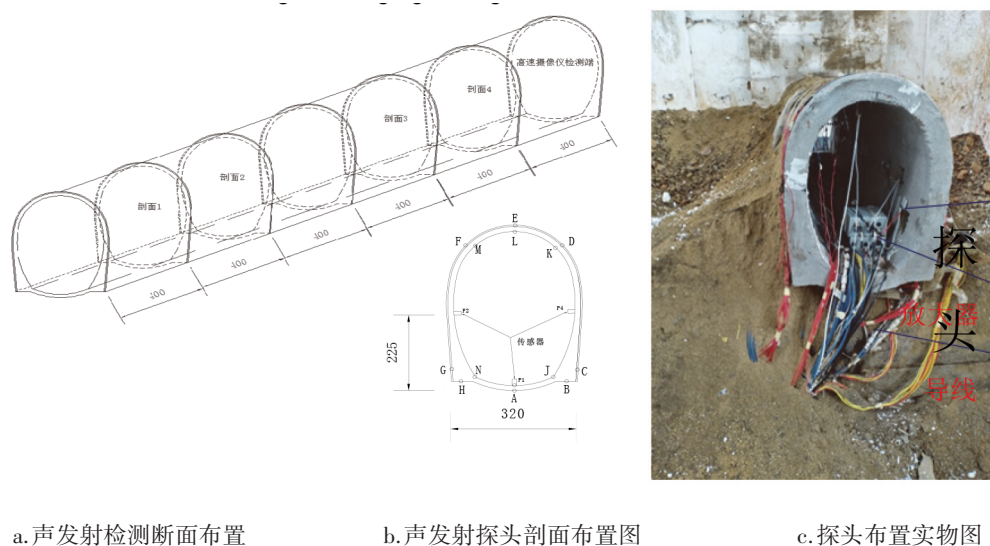 高速摄像仪检测端
剖面4
剖面3
剖面2
剖面1
400
400
400
400
400
E
F
M
L
K
D
P2
P4
传感器
225
G
N
P1
J
C
H
A
B
320
探
头
放大器
导线
a.声发射检测断面布置
b.声发射探头剖面布置图
c.探头布置实物图